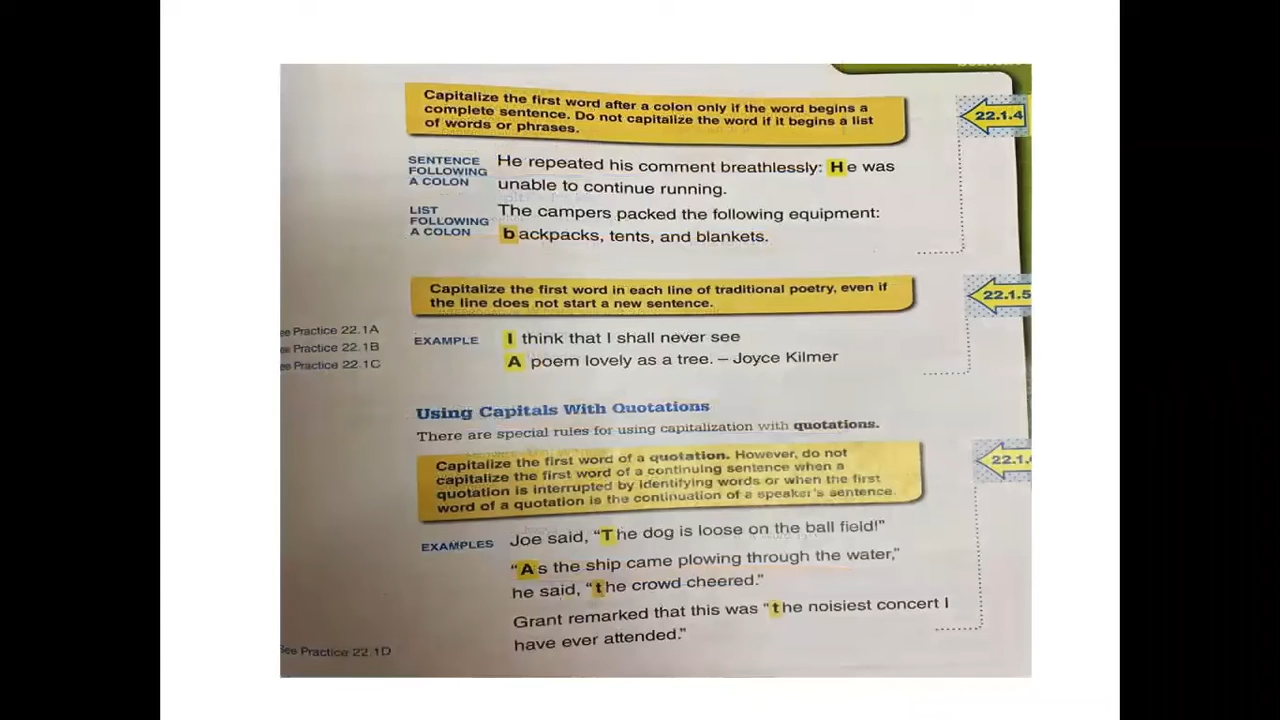 Capitalize the first word after a colon only if the word begins a
complete sentence. Do not capitalize the word if it begins a list
of words or phrases.
22.1.4
SENTENCE FOLLOWING A COLON
He repeated his comment breathlessly: He was
unable to continue running.
LIST FOLLOWING A COLON
The campers packed the following equipment:
backpacks, tents, and blankets.
Capitalize the first word in each line of traditional poetry, even if
the line does not start a new sentence.
22.1.5
ee Practice 22.1A
ee Practice 22.1B
ee Practice 22.1C
EXAMPLE
I think that I shall never see
A poem lovely as a tree. – Joyce Kilmer
Using Capitals With Quotations
There are special rules for using capitalization with quotations.
Capitalize the first word of a quotation. However, do not
capitalize the first word of a continuing sentence when a
quotation is interrupted by identifying words or when the first
word of a quotation is the continuation of a speaker's sentence.
22.1.
EXAMPLES
Joe said, "The dog is loose on the ball field!"
"As the ship came plowing through the water,"
he said, "the crowd cheered."
Grant remarked that this was "the noisiest concert I
have ever attended."
See Practice 22.1D